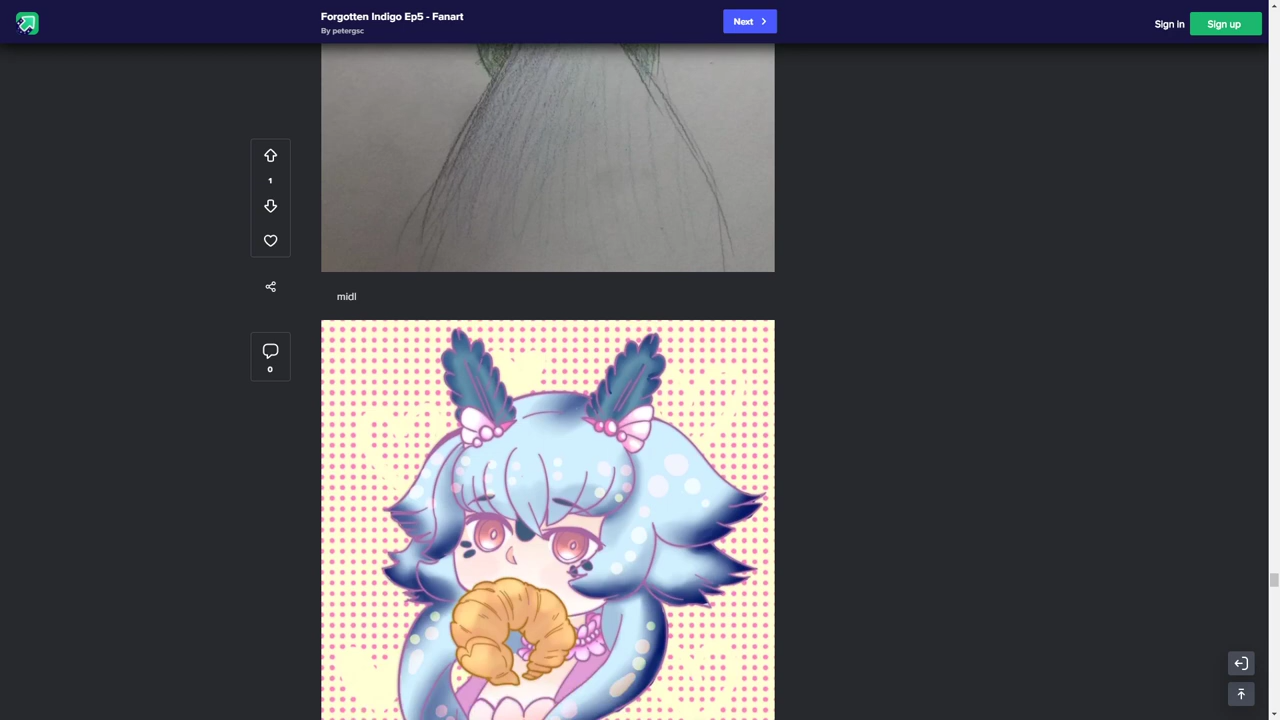 Forgotten Indigo Ep5 - Fanart
By petergsc
Next
Sign in
Sign up
1
midl
0